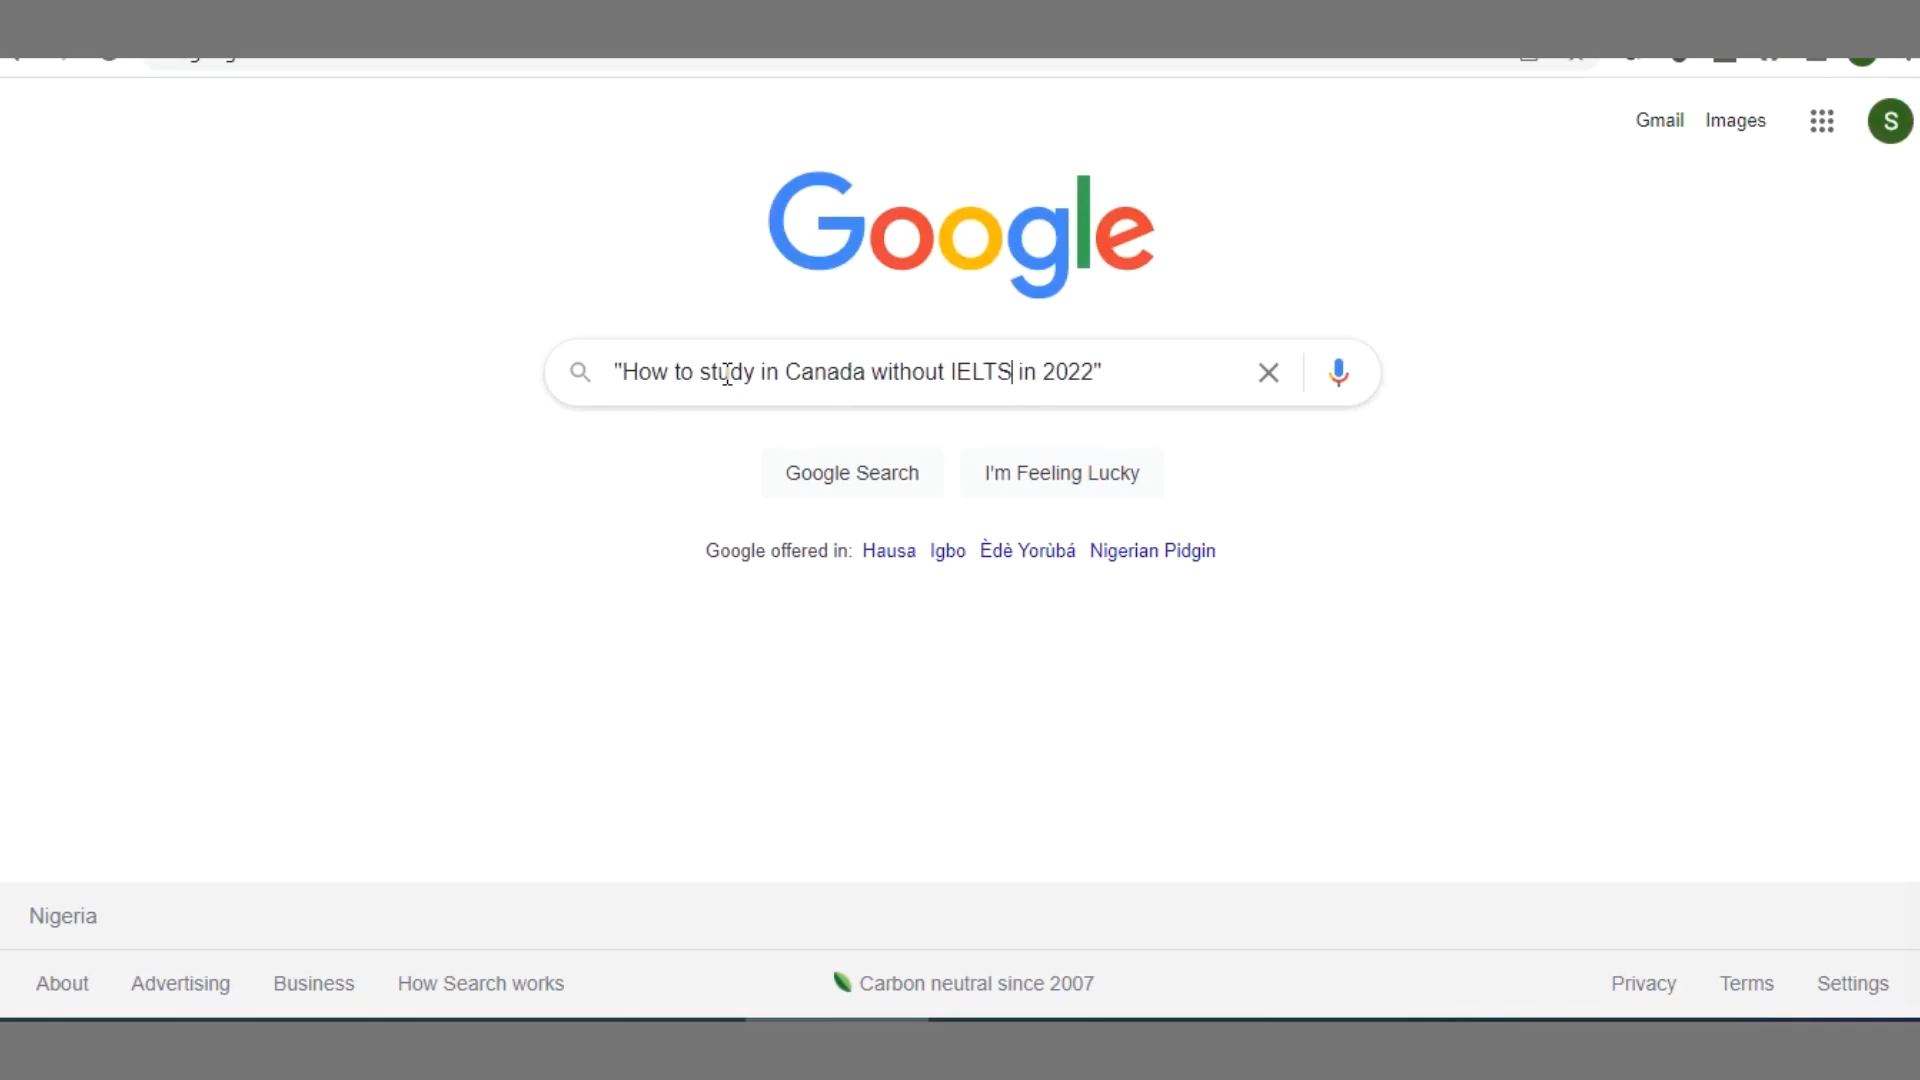 Gmail Images
S
Google
"How to study in Canada without IELTS in 2022"
Google Search I'm Feeling Lucky
Google offered in: Hausa Igbo Èdè Yorùbá Nigerian Pidgin
Nigeria
About Advertising Business How Search works Carbon neutral since 2007 Privacy Terms Settings